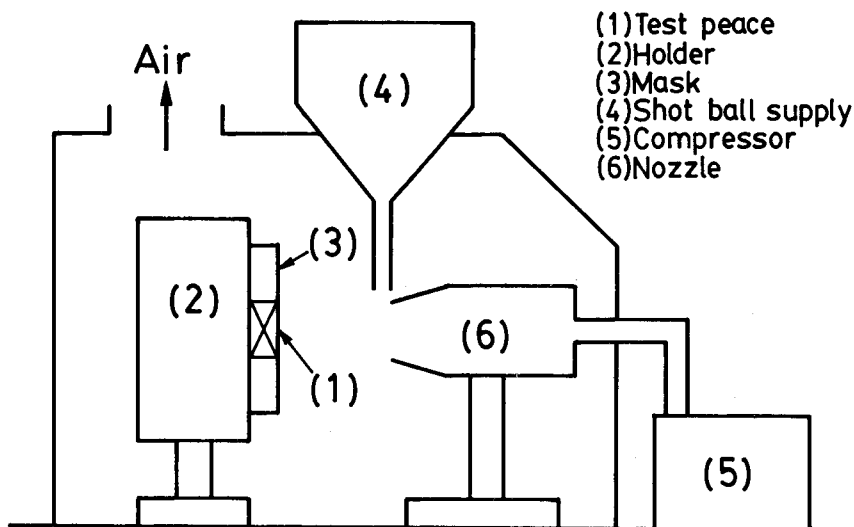 (1)Test peace
(2)Holder
(3)Mask
(4)Shot ball supply
(5)Compressor
(6)Nozzle
Air
(4)
(3)
(2)
(6)
(1)
(5)